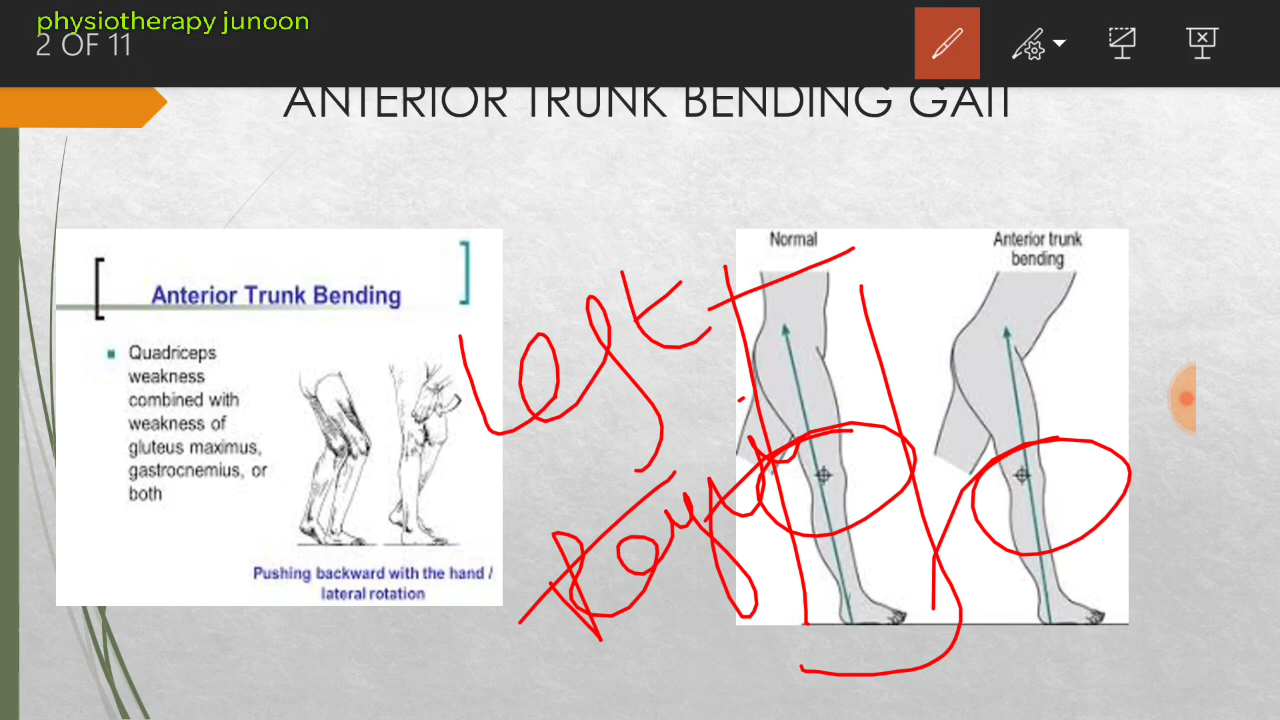 physiotherapy junoon
2 OF 11
ANTERIOR TRUNK BENDING GAIT
Anterior Trunk Bending
Quadriceps
weakness
combined with
weakness of
gluteus maximus,
gastrocnemius, or
both
Pushing backward with the hand /
lateral rotation
left
Normal
Anterior trunk
bending